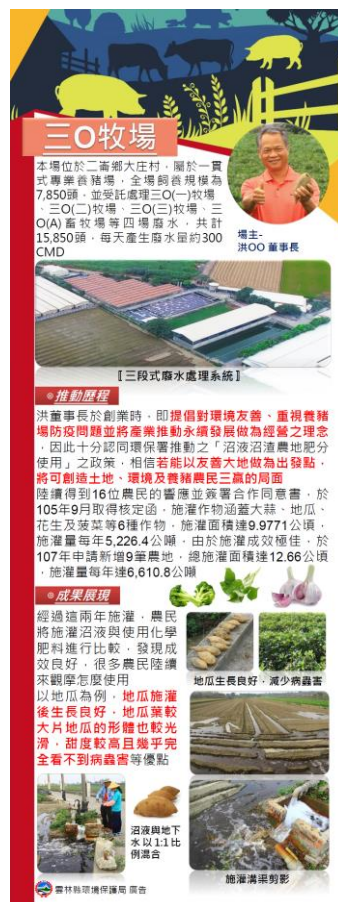 三O牧場
本場位於二崙鄉大庄村，屬於一貫
式專業養豬場，全場飼養規模為
7,850頭，並受託處理三O(一)牧
場、三O(二)牧場、三O(三)牧場、三
O(A)畜牧場等四場廢水，共計
15,850頭，每天產生廢水量約300
CMD
場主-
洪OO 董事長
〖三段式廢水處理系統〗
推動歷程
洪董事長於創業時，即提倡對環境友善、重視養豬
場防疫問題並將產業推動永續發展做為經營之理念
，因此十分認同環保署推動之「沼液沼渣農地肥分
使用」之政策，相信若能以友善大地做為出發點，
將可創造土地、環境及養豬農民三贏的局面
陸續得到16位農民的響應並簽署合作同意書，於
105年9月取得核定函，施灌作物涵蓋大蒜、地瓜、
花生及菠菜等6種作物，施灌面積達9.9771公頃，
施灌量每年5,226.4公噸，由於施灌成效極佳，於
107年申請新增9筆農地，總施灌面積達12.66公頃
，施灌量每年達6,610.8公噸
成果展現
經過這兩年施灌，農民
將施灌沼液與使用化學
肥料進行比較，發現成
效良好，很多農民陸續
來觀摩怎麼使用
以地瓜為例，地瓜施灌
後生長良好，地瓜葉較
大片地瓜的形體也較光
滑，甜度較高且幾乎完
全看不到病蟲害等優點
地瓜生長良好，減少病蟲害
沼液與地下
水以1:1比
例混合
施灌溝渠剪影
雲林縣環境保護局 廣告